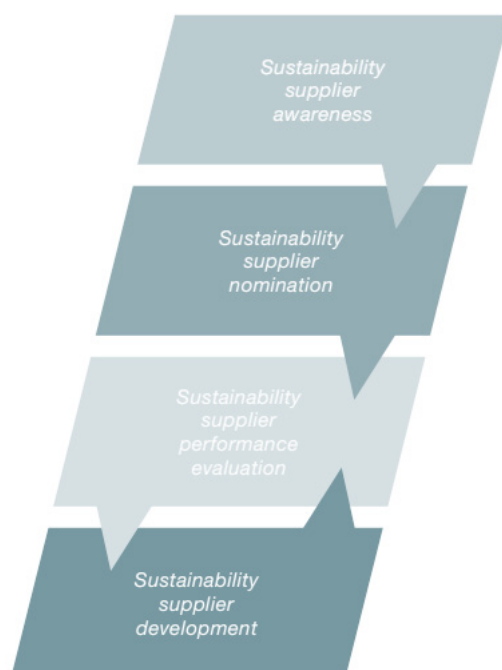 Sustainability
supplier
awareness
Sustainability
supplier
nomination
Sustainability
supplier
performance
evaluation
Sustainability
supplier
development